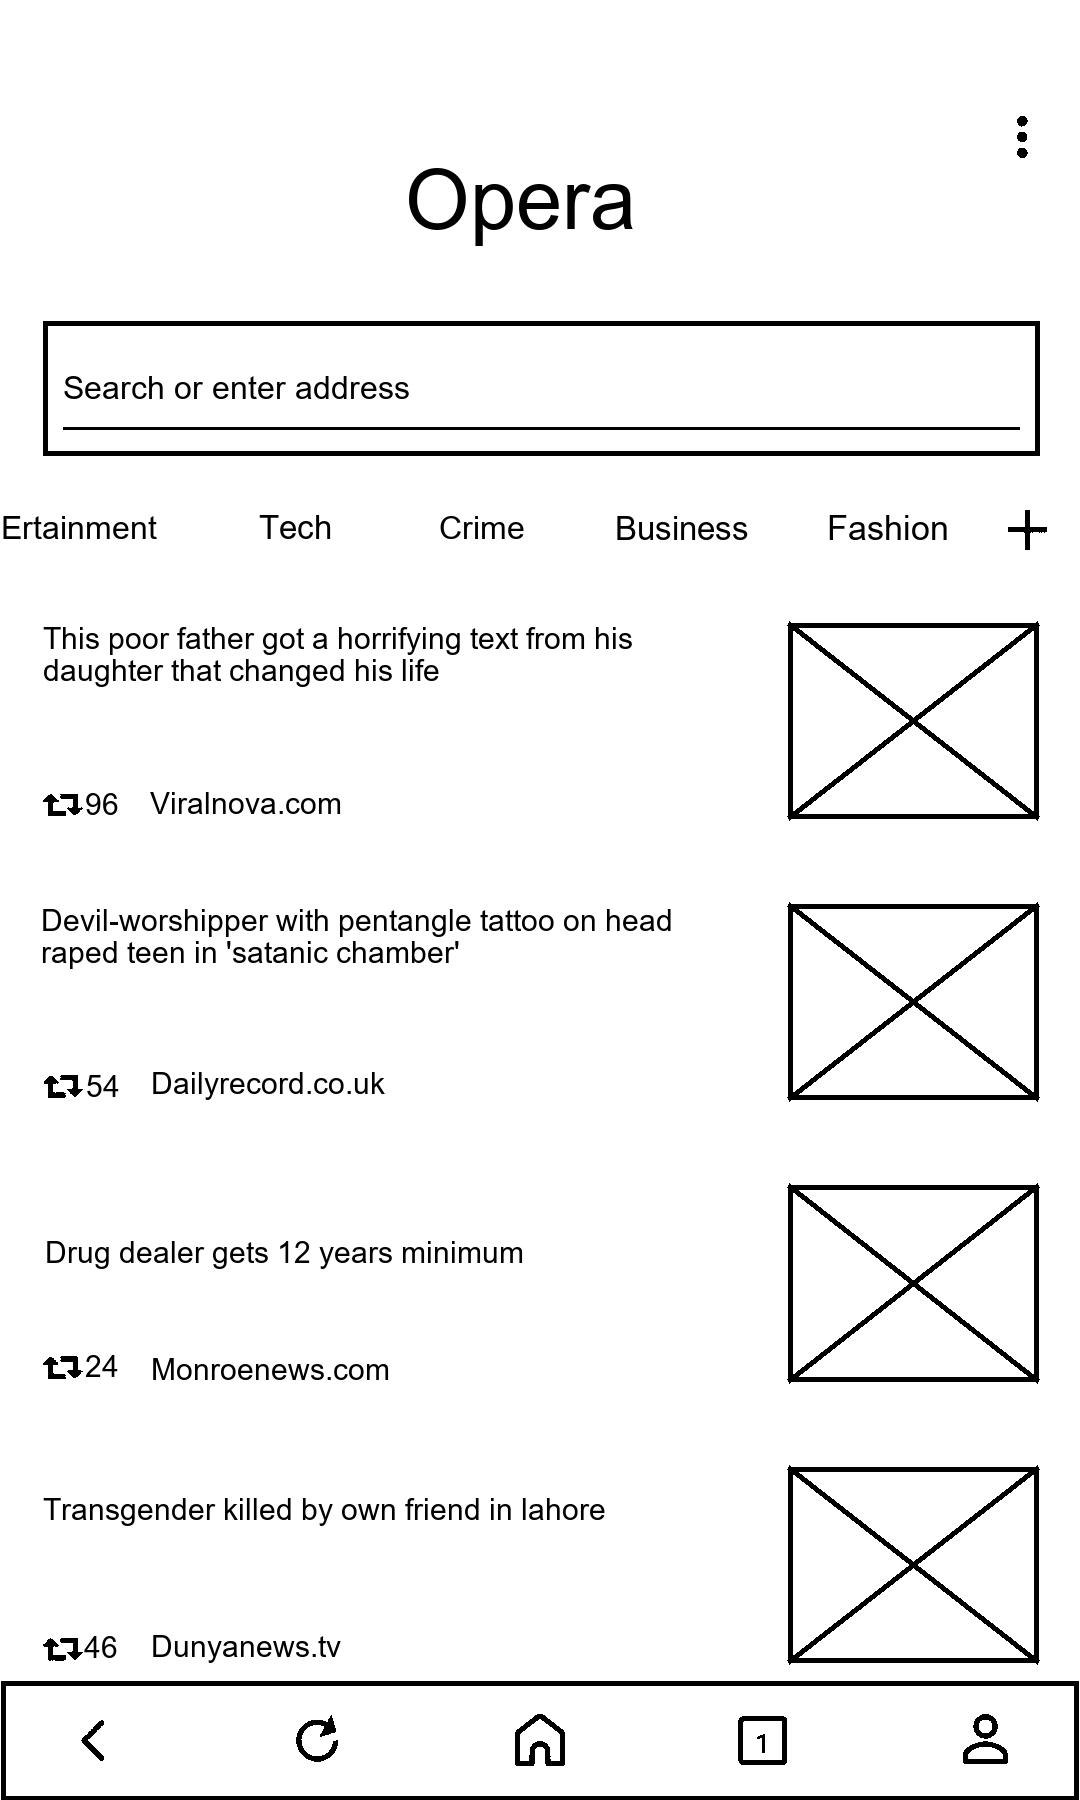 Opera
Search or enter address
Ertainment Tech Crime Business Fashion
This poor father got a horrifying text from his
daughter that changed his life
96 Viralnova.com
Devil-worshipper with pentangle tattoo on head
raped teen in 'satanic chamber'
54 Dailyrecord.co.uk
Drug dealer gets 12 years minimum
24 Monroenews.com
Transgender killed by own friend in lahore
46 Dunyanews.tv
1